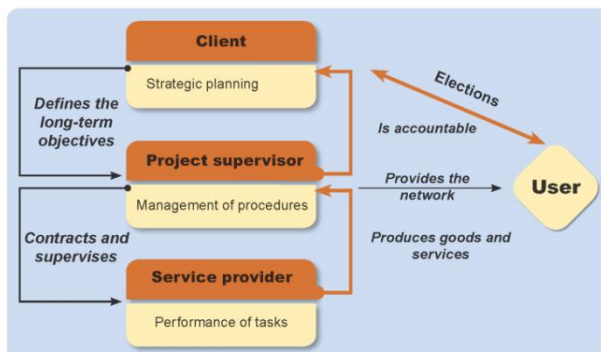 Client
Strategic planning
Defines the
long-term
objectives
Project supervisor
Management of procedures
Contracts and
supervises
Service provider
Performance of tasks
Elections
Is accountable
Provides the
network
Produces goods and
services
User